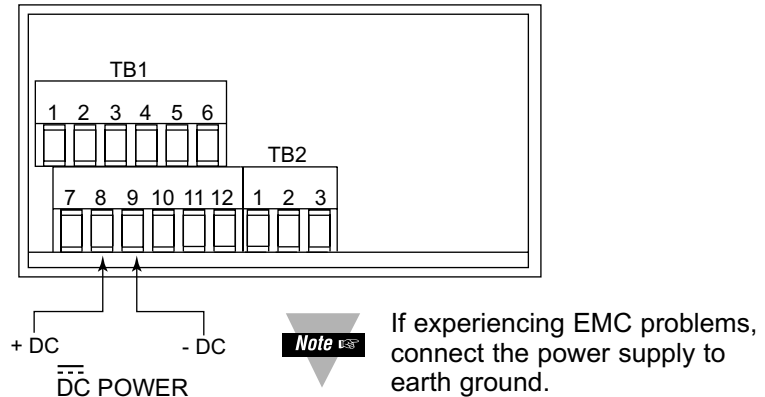 TB1
1 2 3 4 5 6
TB2
7 8 9 10 11 12 1 2 3
+ DC
- DC
DC POWER
Note ☞
If experiencing EMC problems,
connect the power supply to
earth ground.